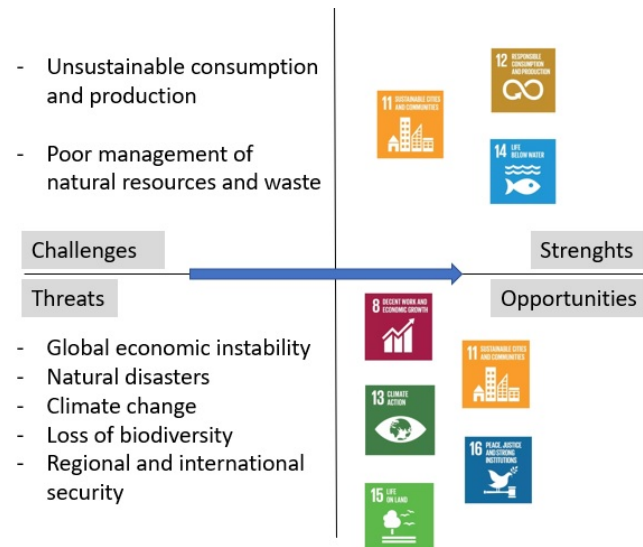 - Unsustainable consumption
and production
- Poor management of
natural resources and waste
12 RESPONSIBLE
CONSUMPTION
AND PRODUCTION
11 SUSTAINABLE CITIES
AND COMMUNITIES
14 LIFE
BELOW WATER
Challenges
Strenghts
Threats
Opportunities
- Global economic instability
- Natural disasters
- Climate change
- Loss of biodiversity
- Regional and international
security
8 DECENT WORK AND
ECONOMIC GROWTH
11 SUSTAINABLE CITIES
AND COMMUNITIES
13 CLIMATE
ACTION
16 PEACE, JUSTICE
AND STRONG
INSTITUTIONS
15 LIFE
ON LAND